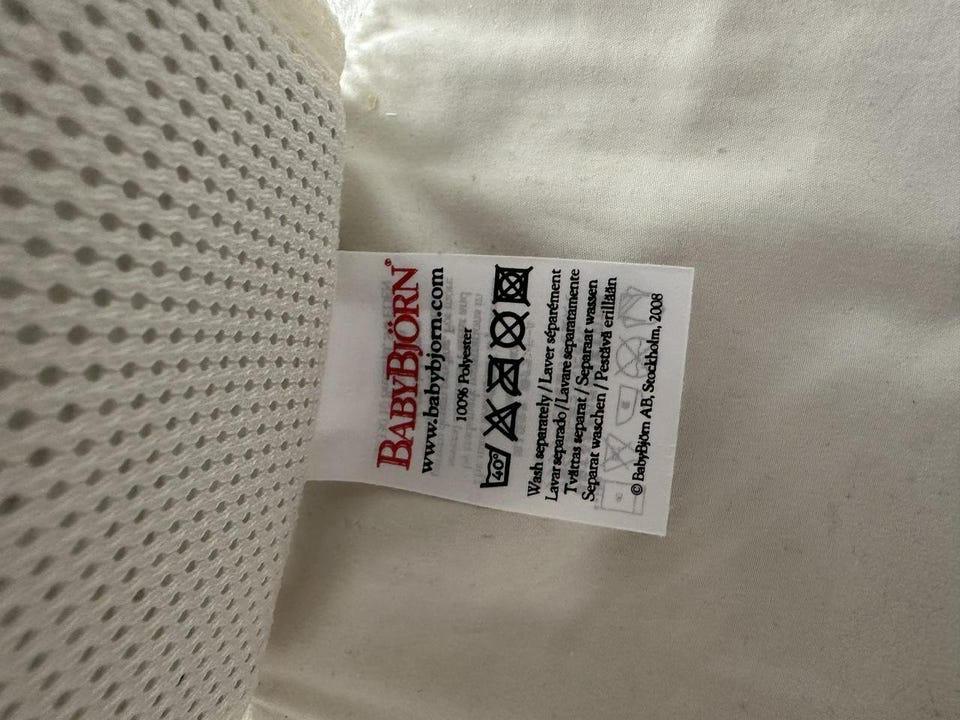 BABYBJÖRN®
www.babybjorn.com
100% Polyester
40°
Wash separately / Laver séparément
Lavar separado / Lavare separatamente
Tvättas separat / Separaat wassen
Separat waschen / Pestävä erillään
© BabyBjörn AB, Stockholm, 2008